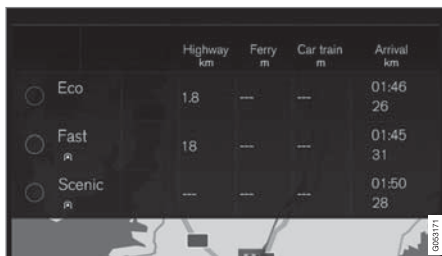 Highway Ferry Car train Arrival
km m m m
Eco 1.8 --- --- 01:46
26
Fast 18 --- --- 01:45
31
Scenic --- --- --- 01:50
28
G053171